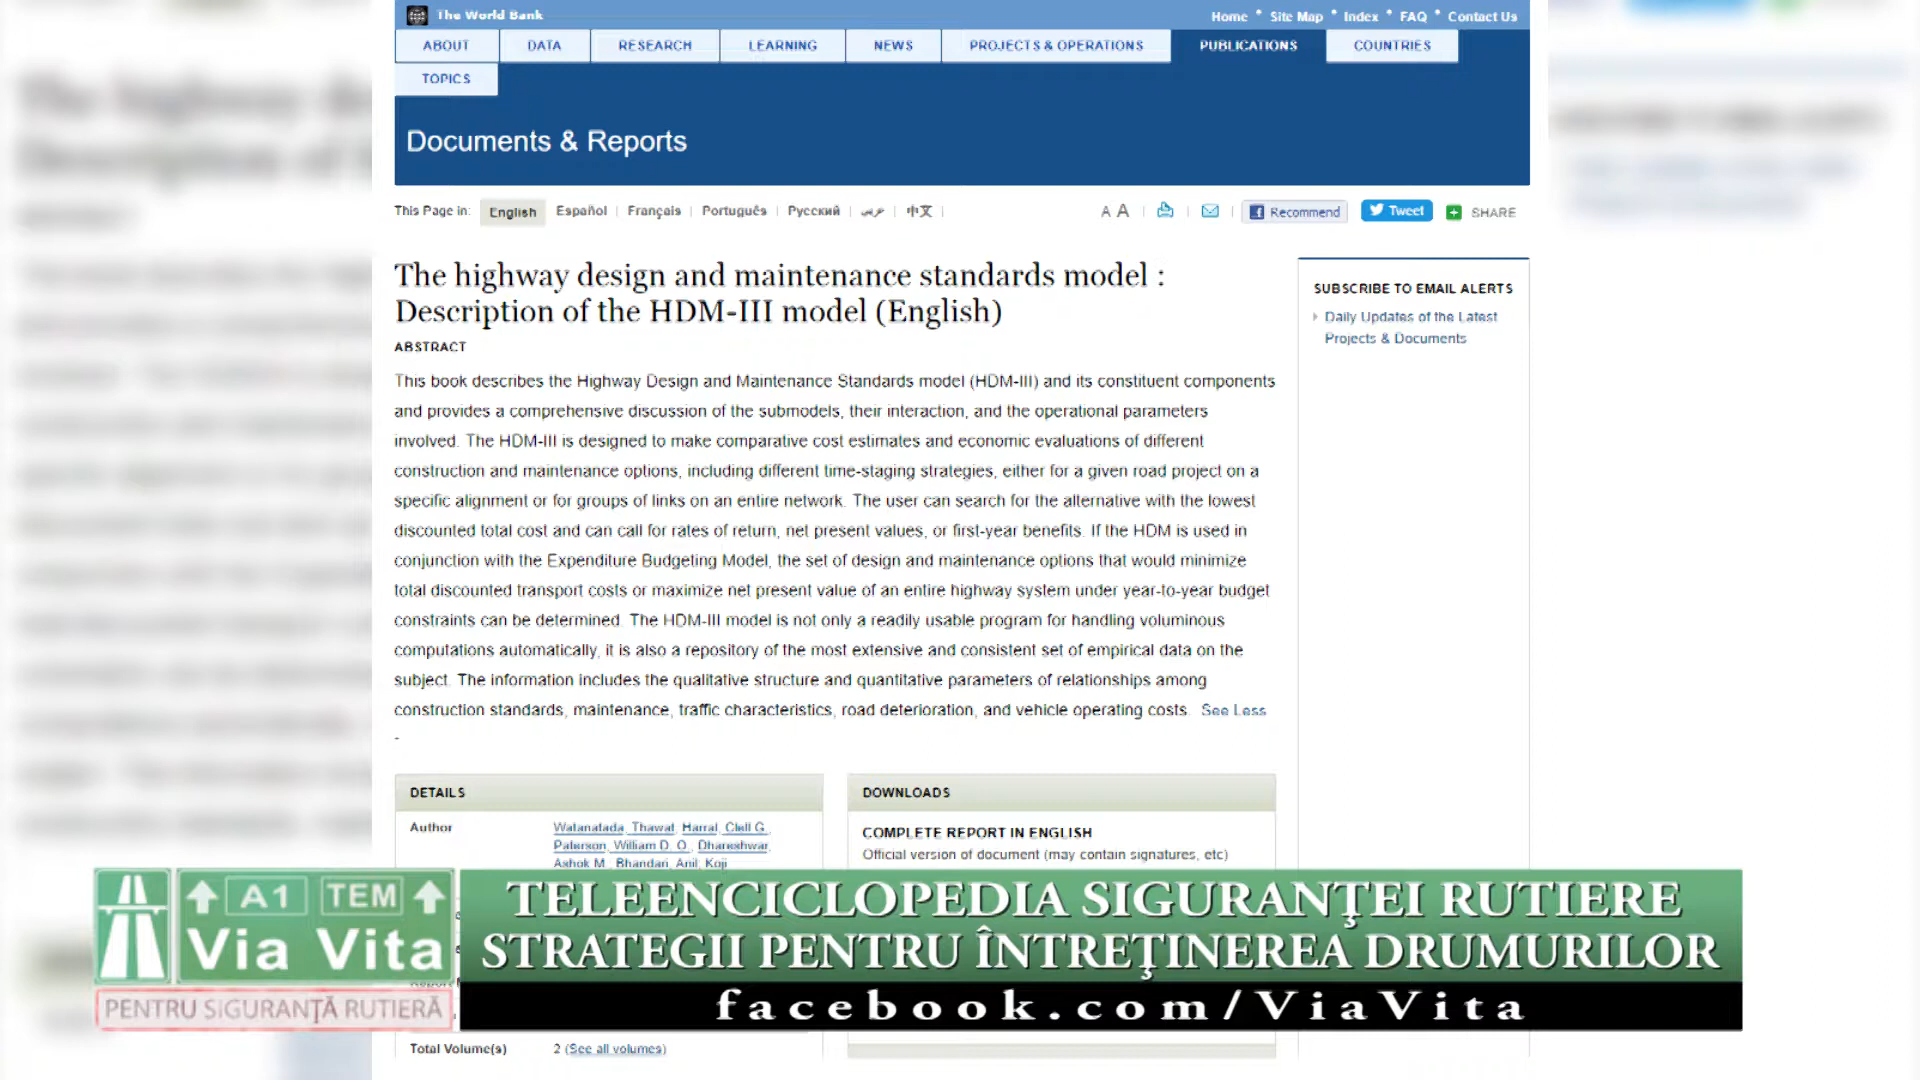 The World Bank
Home • Site Map • Index • FAQ • Contact Us
ABOUT DATA RESEARCH LEARNING NEWS PROJECTS & OPERATIONS PUBLICATIONS COUNTRIES
TOPICS
Documents & Reports
This Page in: English Español | Français | Português | Русский | عربي | 中文 |
A A Recommend Tweet SHARE
The highway design and maintenance standards model :
Description of the HDM-III model (English)
ABSTRACT
This book describes the Highway Design and Maintenance Standards model (HDM-III) and its constituent components
and provides a comprehensive discussion of the submodels, their interaction, and the operational parameters
involved. The HDM-III is designed to make comparative cost estimates and economic evaluations of different
construction and maintenance options, including different time-staging strategies, either for a given road project on a
specific alignment or for groups of links on an entire network. The user can search for the alternative with the lowest
discounted total cost and can call for rates of return, net present values, or first-year benefits. If the HDM is used in
conjunction with the Expenditure Budgeting Model, the set of design and maintenance options that would minimize
total discounted transport costs or maximize net present value of an entire highway system under year-to-year budget
constraints can be determined. The HDM-III model is not only a readily usable program for handling voluminous
computations automatically, it is also a repository of the most extensive and consistent set of empirical data on the
subject. The information includes the qualitative structure and quantitative parameters of relationships among
construction standards, maintenance, traffic characteristics, road deterioration, and vehicle operating costs. See Less
-
SUBSCRIBE TO EMAIL ALERTS
Daily Updates of the Latest
Projects & Documents
DETAILS
Author Watanatada, Thawat; Harral, Clell G.;
Paterson, William D. O.; Dhareshwar,
Ashok M.; Bhandari, Anil; Koji
Total Volume(s) 2 (See all volumes)
DOWNLOADS
COMPLETE REPORT IN ENGLISH
Official version of document (may contain signatures, etc)
A1 TEM
Via Vita
PENTRU SIGURANȚĂ RUTIERĂ
TELEENCICLOPEDIA SIGURANŢEI RUTIERE
STRATEGII PENTRU ÎNTREŢINEREA DRUMURILOR
facebook.com/ViaVita